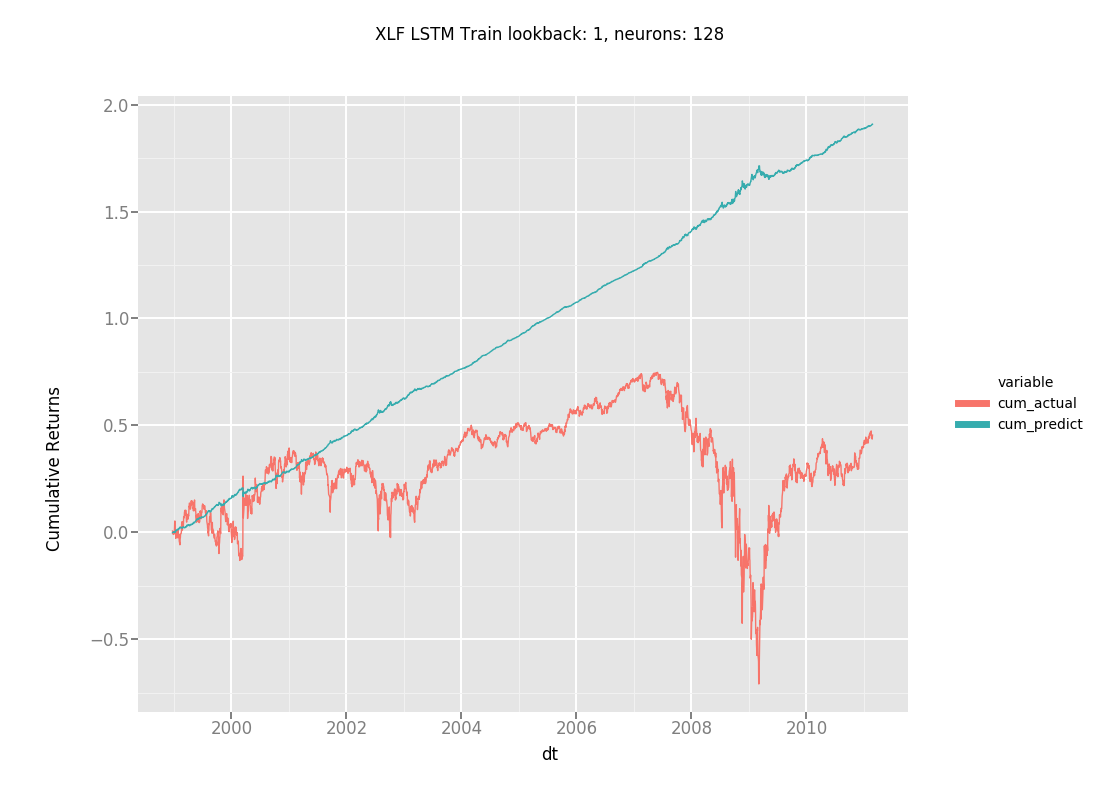 XLF LSTM Train lookback: 1, neurons: 128
Cumulative Returns
2.0
1.5
1.0
0.5
0.0
−0.5
2000 2002 2004 2006 2008 2010
dt
variable
cum_actual
cum_predict